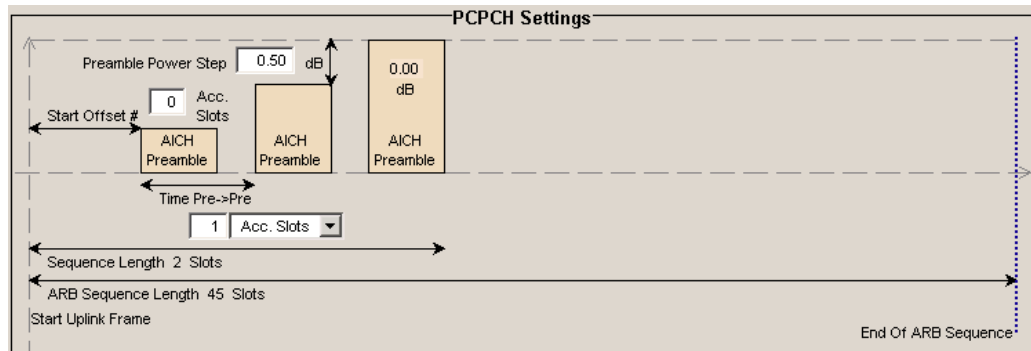 PCPCH Settings
Preamble Power Step 0.50 dB
0.00
dB
0 Acc.
Slots
Start Offset #
AICH
Preamble
AICH
Preamble
AICH
Preamble
Time Pre->Pre
1 Acc. Slots
Sequence Length 2 Slots
ARB Sequence Length 45 Slots
Start Uplink Frame
End Of ARB Sequence